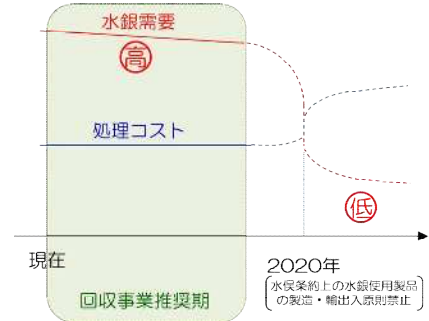 水銀需要
高
処理コスト
低
現在
2020年
水俣条約上の水銀使用製品
の製造・輸出入原則禁止
回収事業推奨期